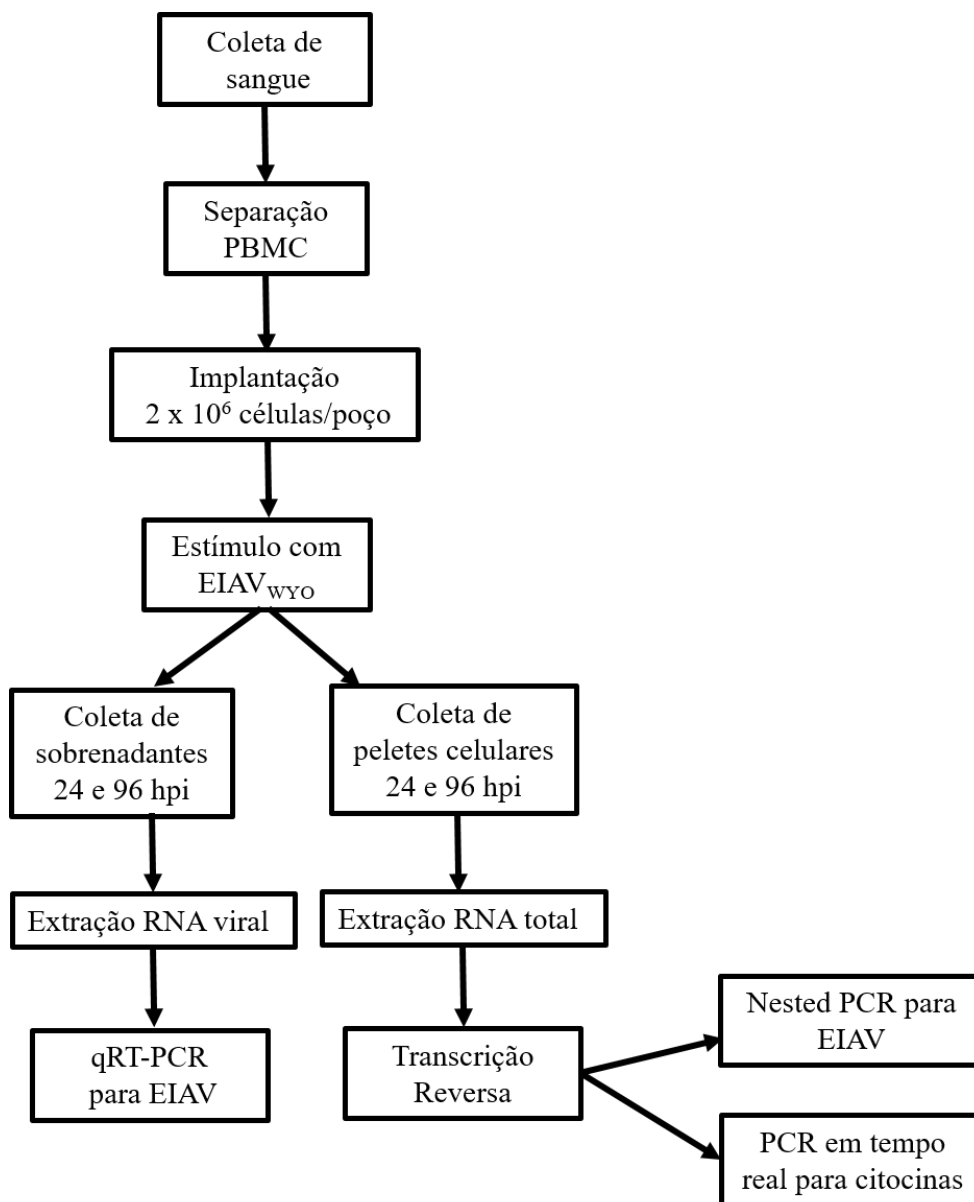 Coleta de
sangue
Separação
PBMC
Implantação
2 x 10⁶ células/poço
Estímulo com
EIAV_WYO
Coleta de
sobrenadantes
24 e 96 hpi
Coleta de
peletes celulares
24 e 96 hpi
Extração RNA viral
Extração RNA total
qRT-PCR
para EIAV
Transcrição
Reversa
Nested PCR para
EIAV
PCR em tempo
real para citocinas